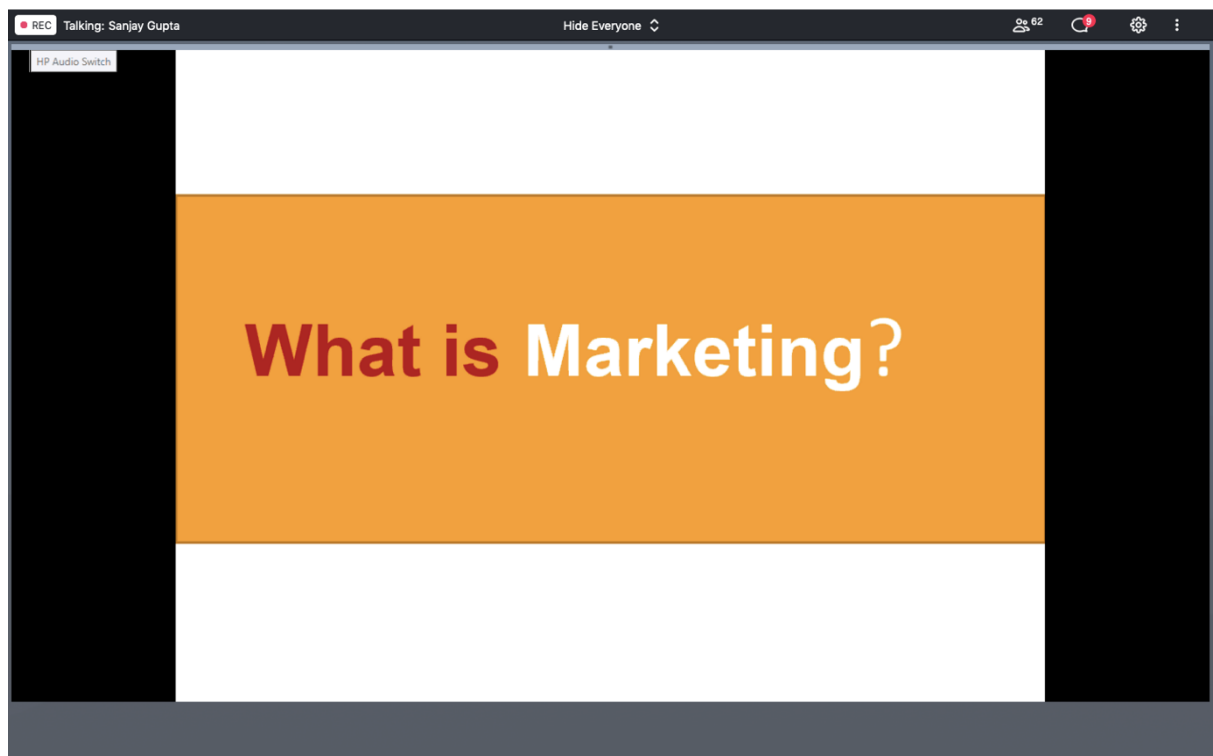 REC Talking: Sanjay Gupta Hide Everyone 62 9
HP Audio Switch
What is Marketing?